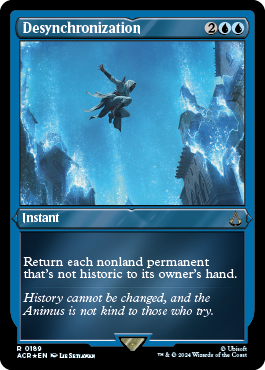 Desynchronization 2
Instant
Return each nonland permanent
that's not historic to its owner's hand.
History cannot be changed, and the
Animus is not kind to those who try.
R 0189
ACR★EN Lie Setiawan
© Ubisoft
™ & © 2024 Wizards of the Coast